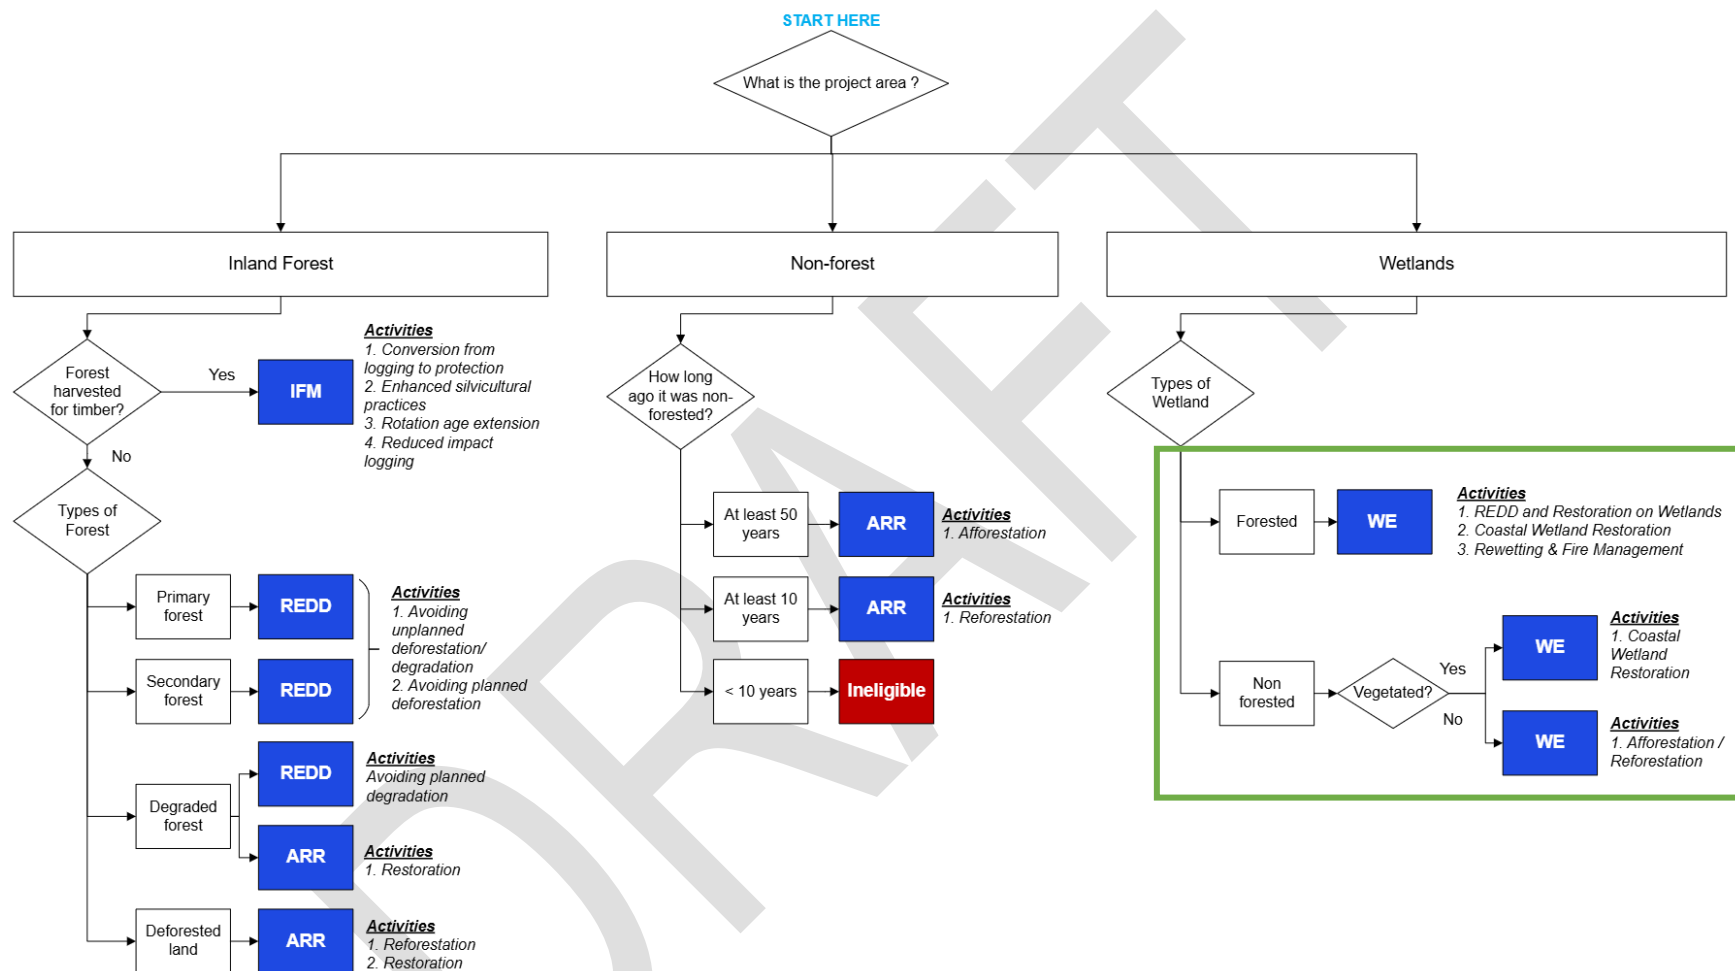 START HERE
What is the project area ?
Inland Forest
Non-forest
Wetlands
Forest
harvested
for timber?
Yes
IFM
Activities
1. Conversion from
logging to protection
2. Enhanced silvicultural
practices
3. Rotation age extension
4. Reduced impact
logging
No
Types of
Forest
Primary
forest
REDD
Secondary
forest
REDD
Activities
1. Avoiding
unplanned
deforestation/
degradation
2. Avoiding planned
deforestation
Degraded
forest
REDD
Activities
Avoiding planned
degradation
ARR
Activities
1. Restoration
Deforested
land
ARR
Activities
1. Reforestation
2. Restoration
How long
ago it was non-
forested?
At least 50
years
ARR
Activities
1. Afforestation
At least 10
years
ARR
Activities
1. Reforestation
< 10 years
Ineligible
Types of
Wetland
Forested
WE
Activities
1. REDD and Restoration on Wetlands
2. Coastal Wetland Restoration
3. Rewetting & Fire Management
Non
forested
Vegetated?
Yes
WE
Activities
1. Coastal
Wetland
Restoration
No
WE
Activities
1. Afforestation /
Reforestation
DRAFT